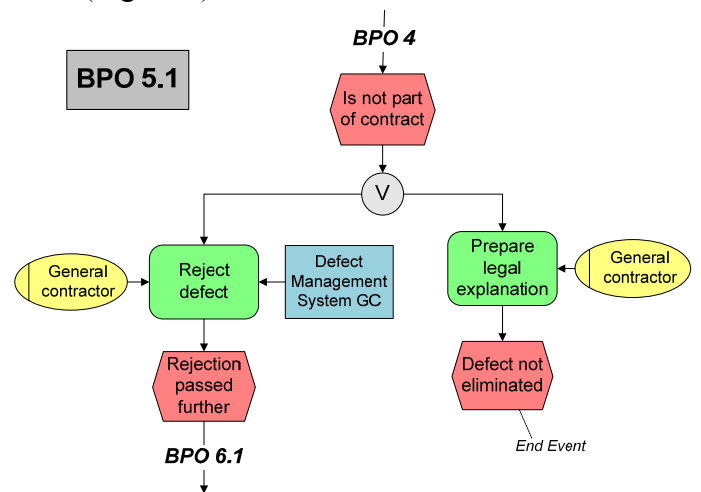 BPO 4
BPO 5.1
Is not part
of contract
V
General
contractor
Reject
defect
Defect
Management
System GC
Prepare
legal
explanation
General
contractor
Rejection
passed
further
Defect not
eliminated
End Event
BPO 6.1